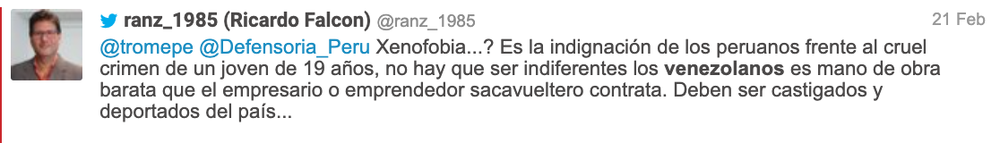 ranz_1985 (Ricardo Falcon) @ranz_1985 21 Feb
@tromepe @Defensoria_Peru Xenofobia...? Es la indignación de los peruanos frente al cruel
crimen de un joven de 19 años, no hay que ser indiferentes los venezolanos es mano de obra
barata que el empresario o emprendedor sacavueltero contrata. Deben ser castigados y
deportados del país...